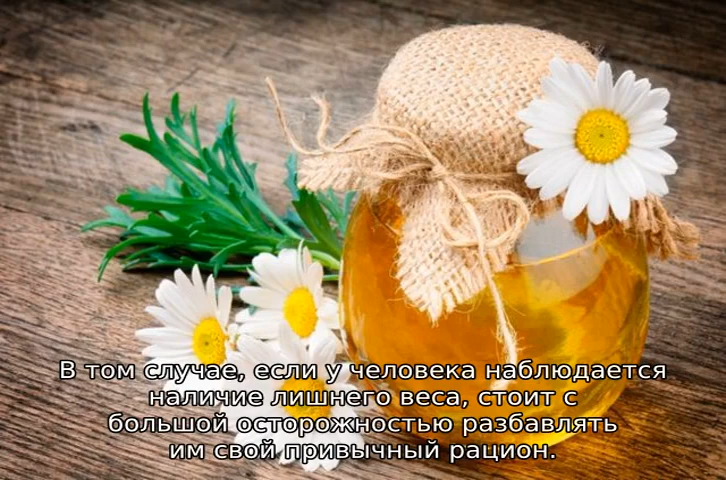 В том случае, если у человека наблюдается
наличие лишнего веса, стоит с
большой осторожностью разбавлять
им свой привычный рацион.